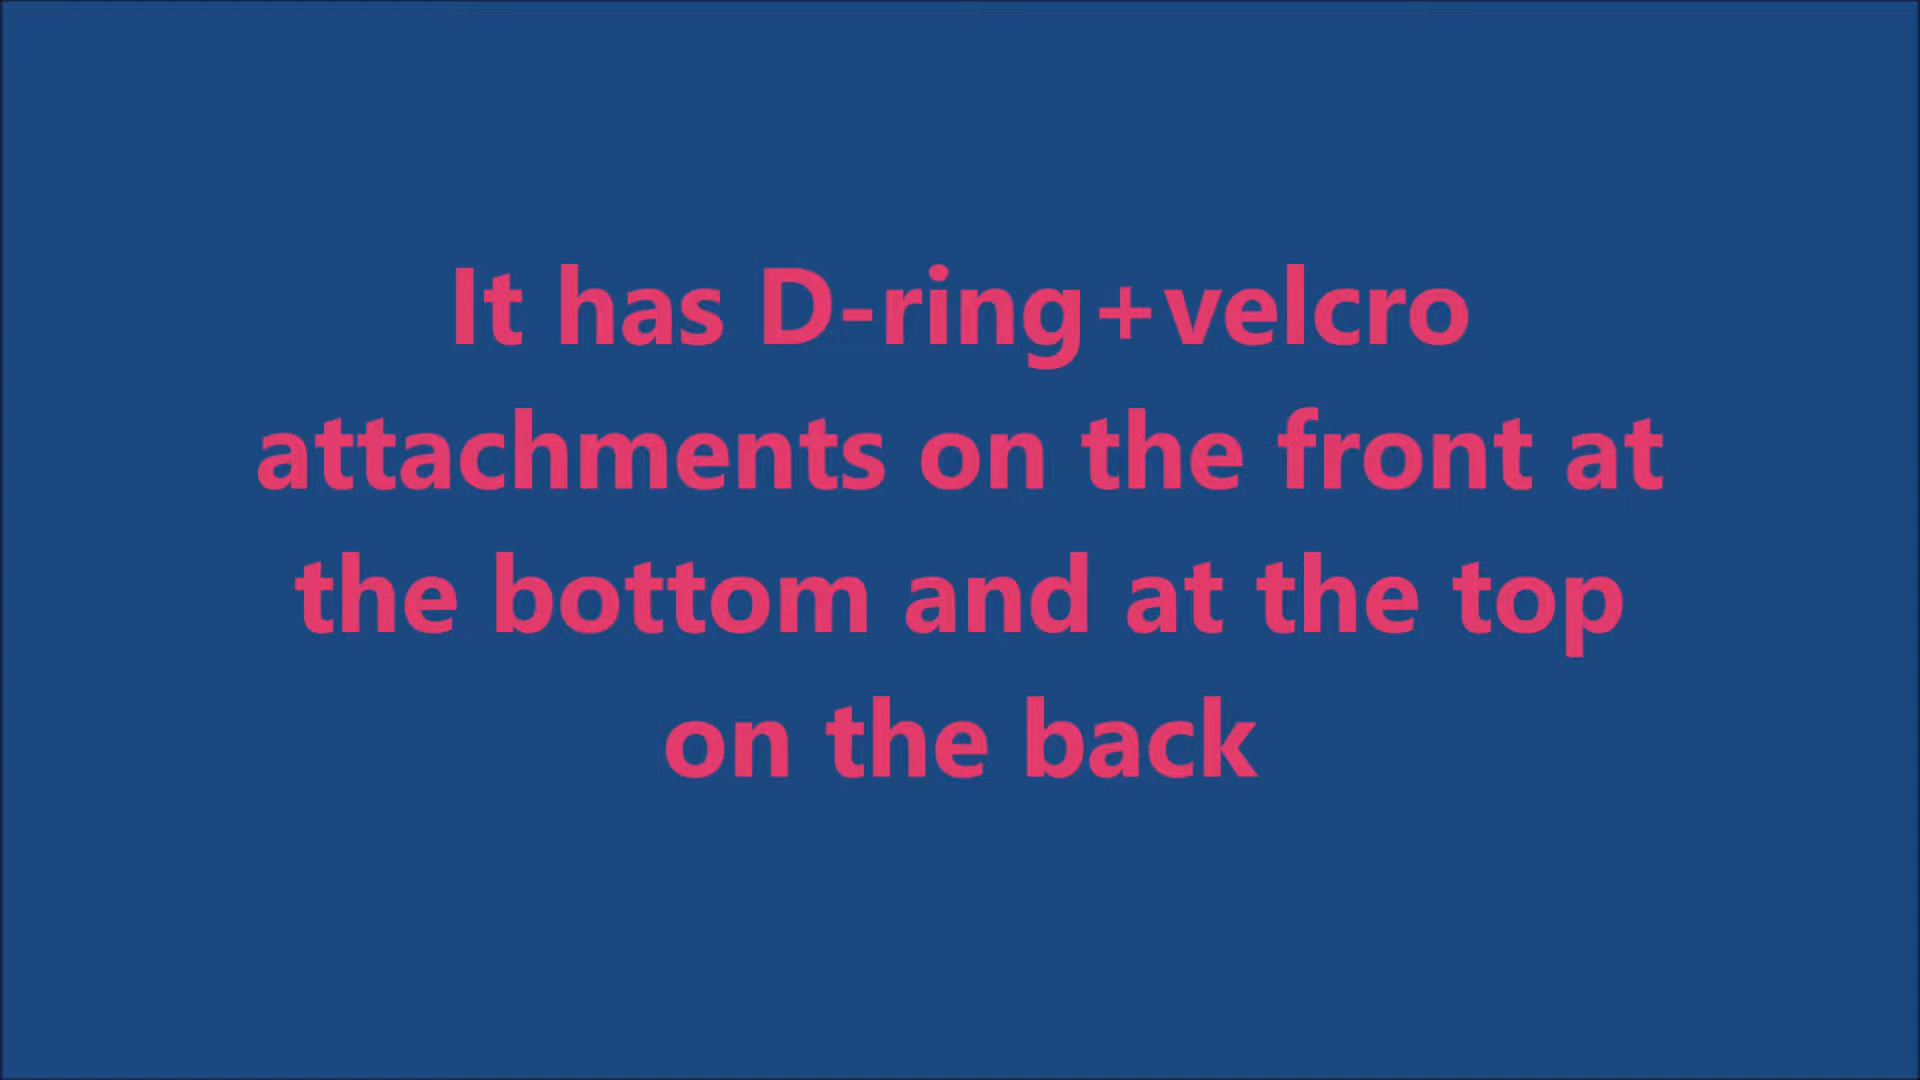 It has D-ring+velcro
attachments on the front at
the bottom and at the top
on the back